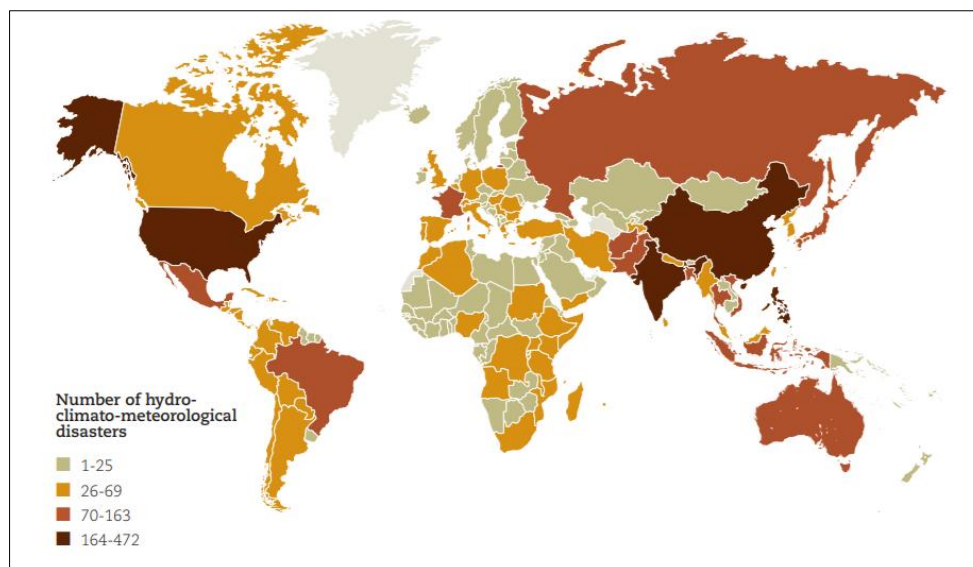 Number of hydro-
climato-meteorological
disasters
1-25
26-69
70-163
164-472